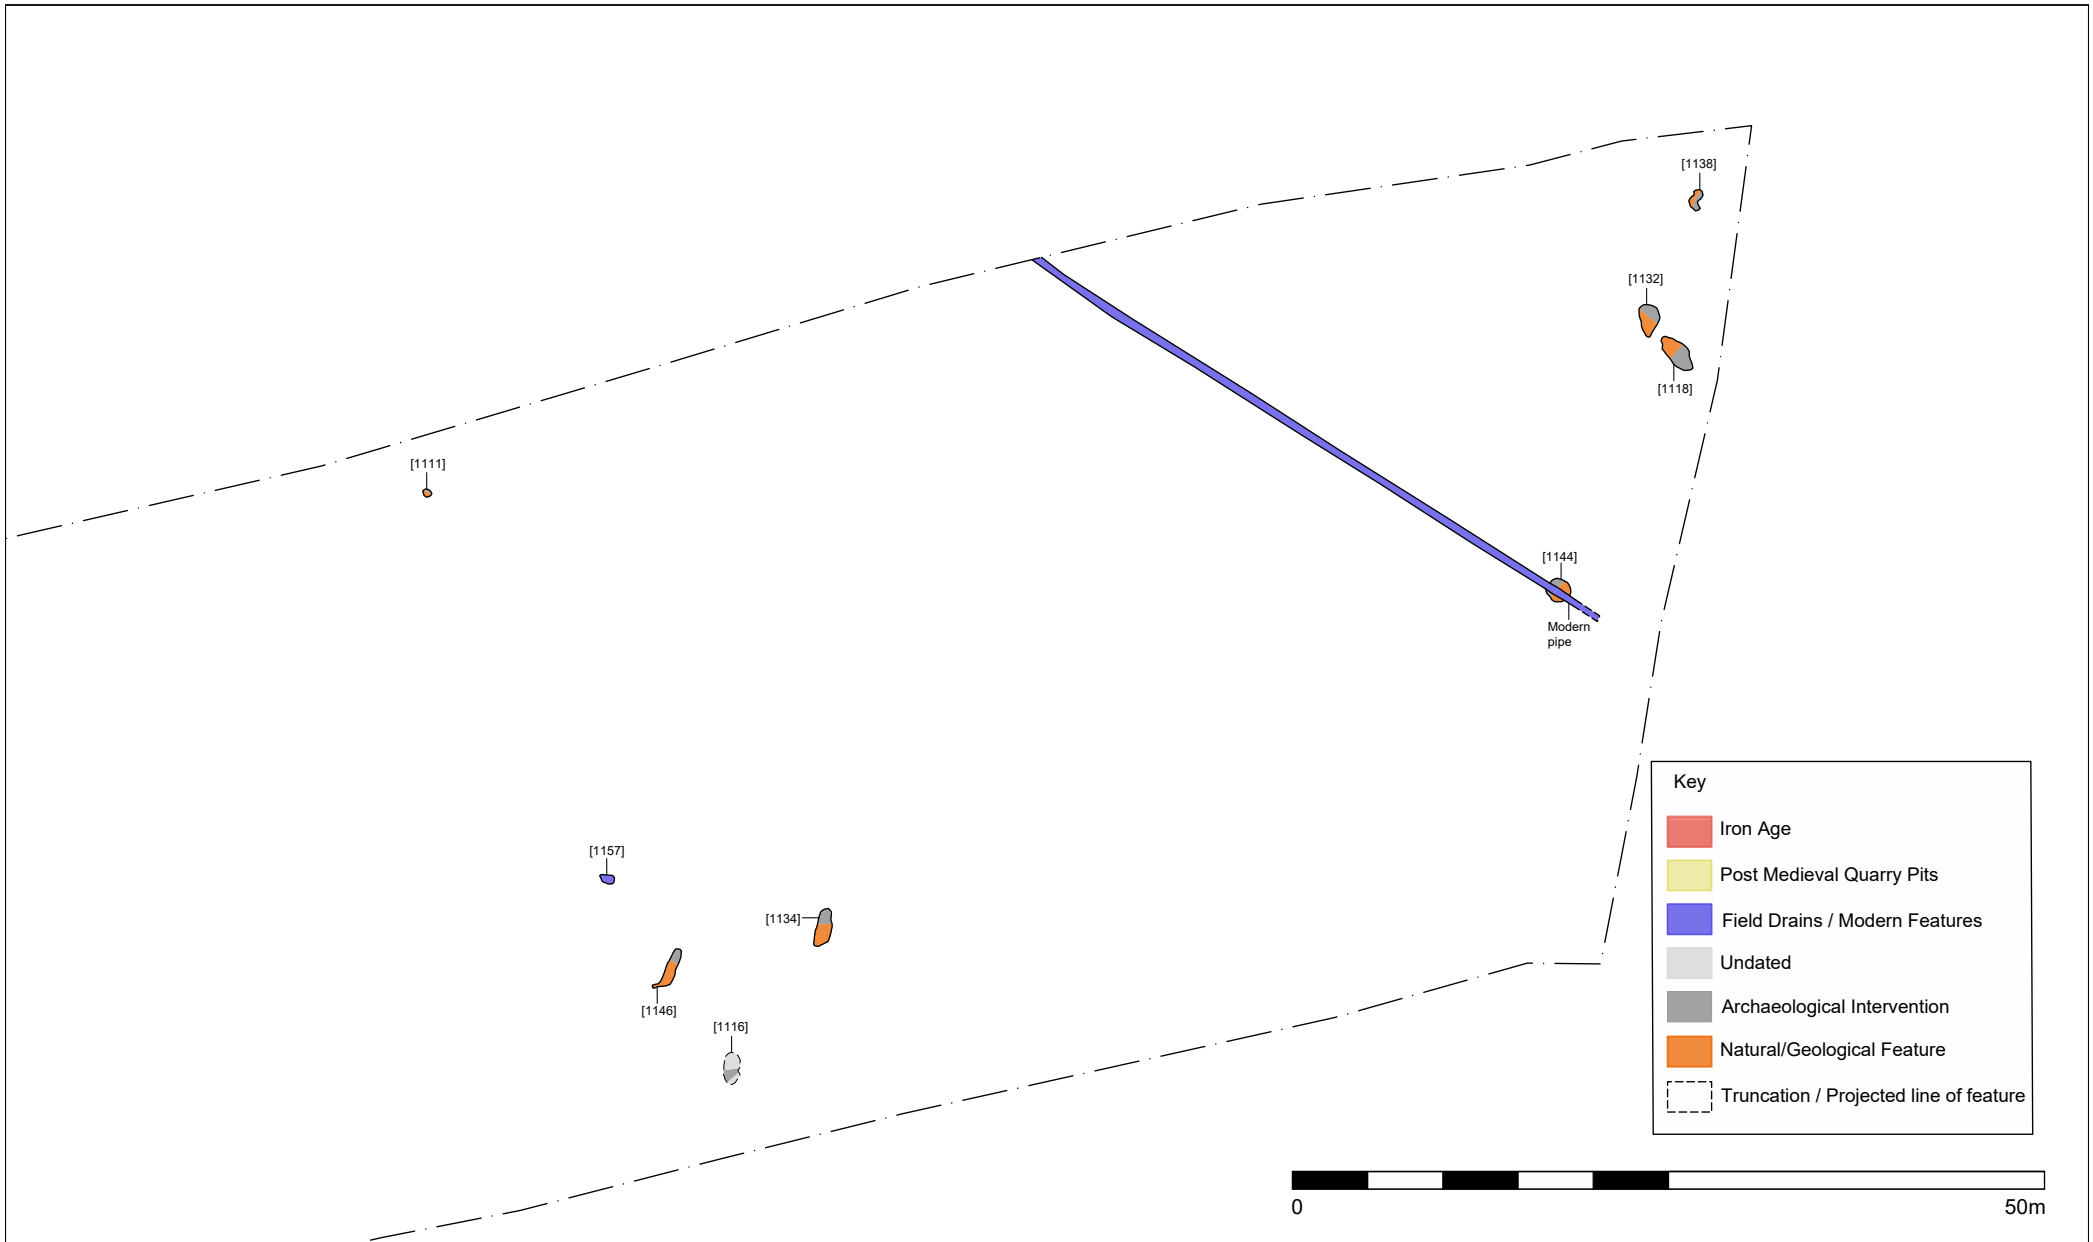 [1138]
[1132]
[1118]
[1111]
[1144]
Modern
pipe
[1157]
[1134]
[1146]
[1116]
Key
Iron Age
Post Medieval Quarry Pits
Field Drains / Modern Features
Undated
Archaeological Intervention
Natural/Geological Feature
Truncation / Projected line of feature
0 50m